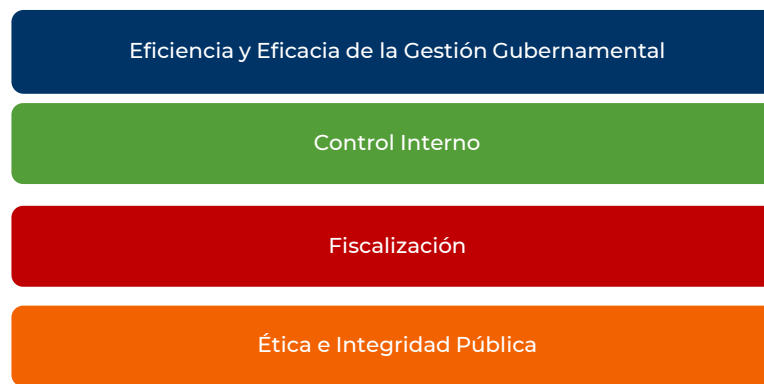 Eficiencia y Eficacia de la Gestión Gubernamental
Control Interno
Fiscalización
Ética e Integridad Pública